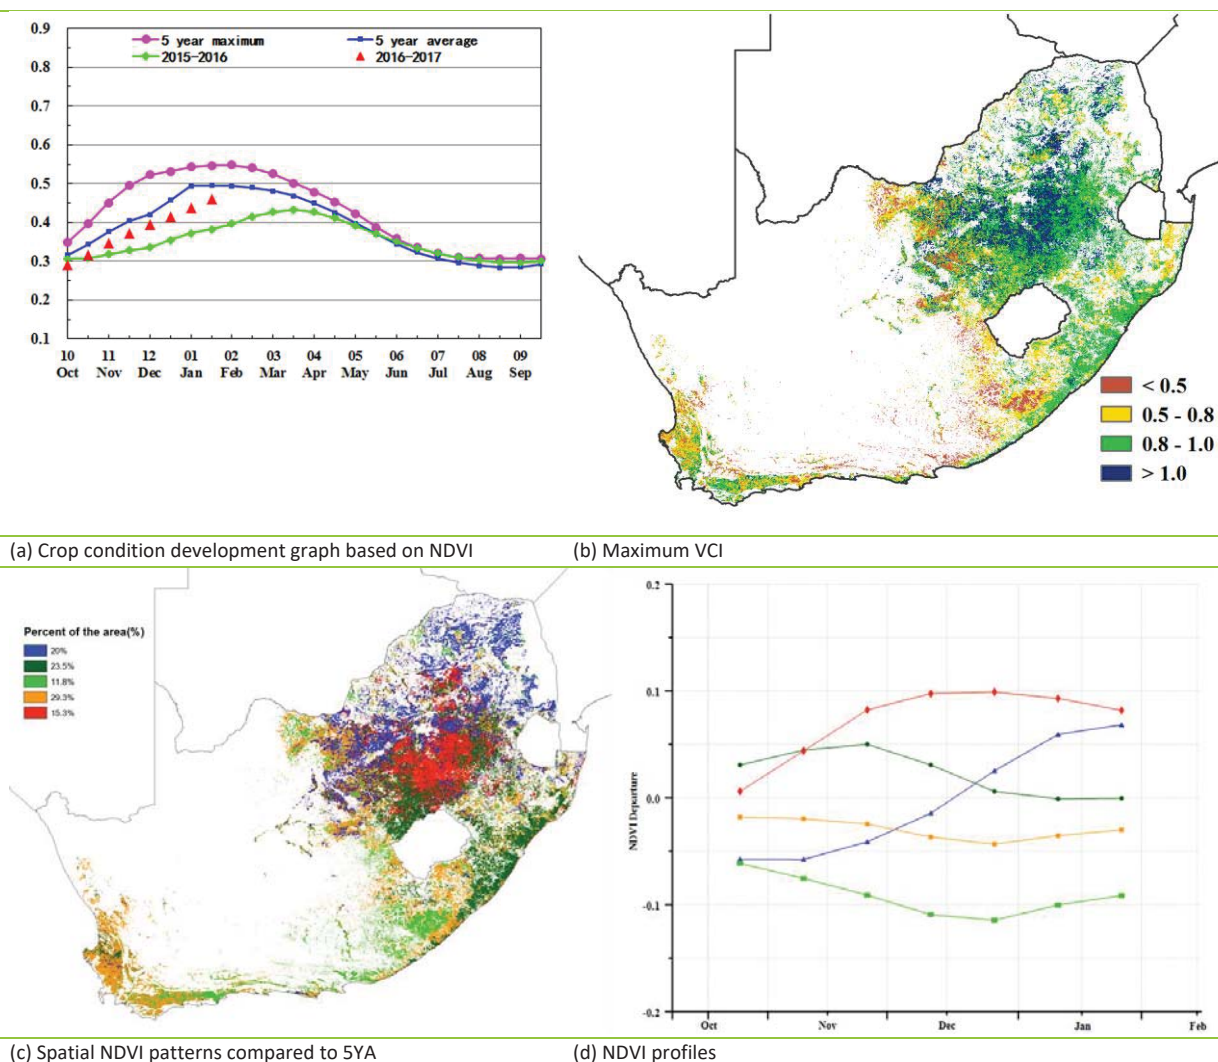 0.9
5 year maximum
5 year average
2015-2016
2016-2017
0.8
0.7
0.6
0.5
0.4
0.3
0.2
0.1
10 11 12 01 02 03 04 05 06 07 08 09
Oct Nov Dec Jan Feb Mar Apr May Jun Jul Aug Sep
< 0.5
0.5 - 0.8
0.8 - 1.0
> 1.0
(a) Crop condition development graph based on NDVI
(b) Maximum VCI
Percent of the area(%)
20%
23.5%
11.8%
29.3%
15.3%
0.2
0.1
0.0
-0.1
-0.2
NDVI Departure
Oct Nov Dec Jan Feb
(c) Spatial NDVI patterns compared to 5YA
(d) NDVI profiles